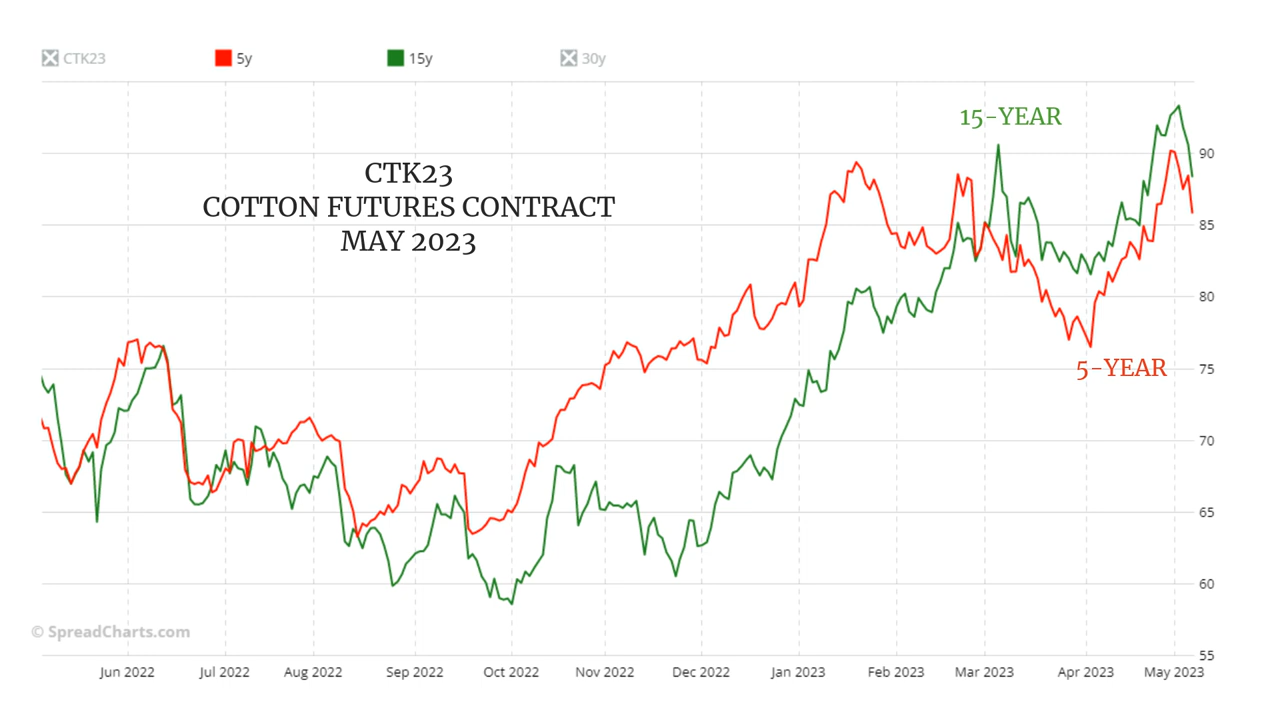 CTK23
5y
15y
30y
15-YEAR
CTK23
COTTON FUTURES CONTRACT
MAY 2023
5-YEAR
90
85
80
75
70
65
60
55
© SpreadCharts.com
Jun 2022
Jul 2022
Aug 2022
Sep 2022
Oct 2022
Nov 2022
Dec 2022
Jan 2023
Feb 2023
Mar 2023
Apr 2023
May 2023